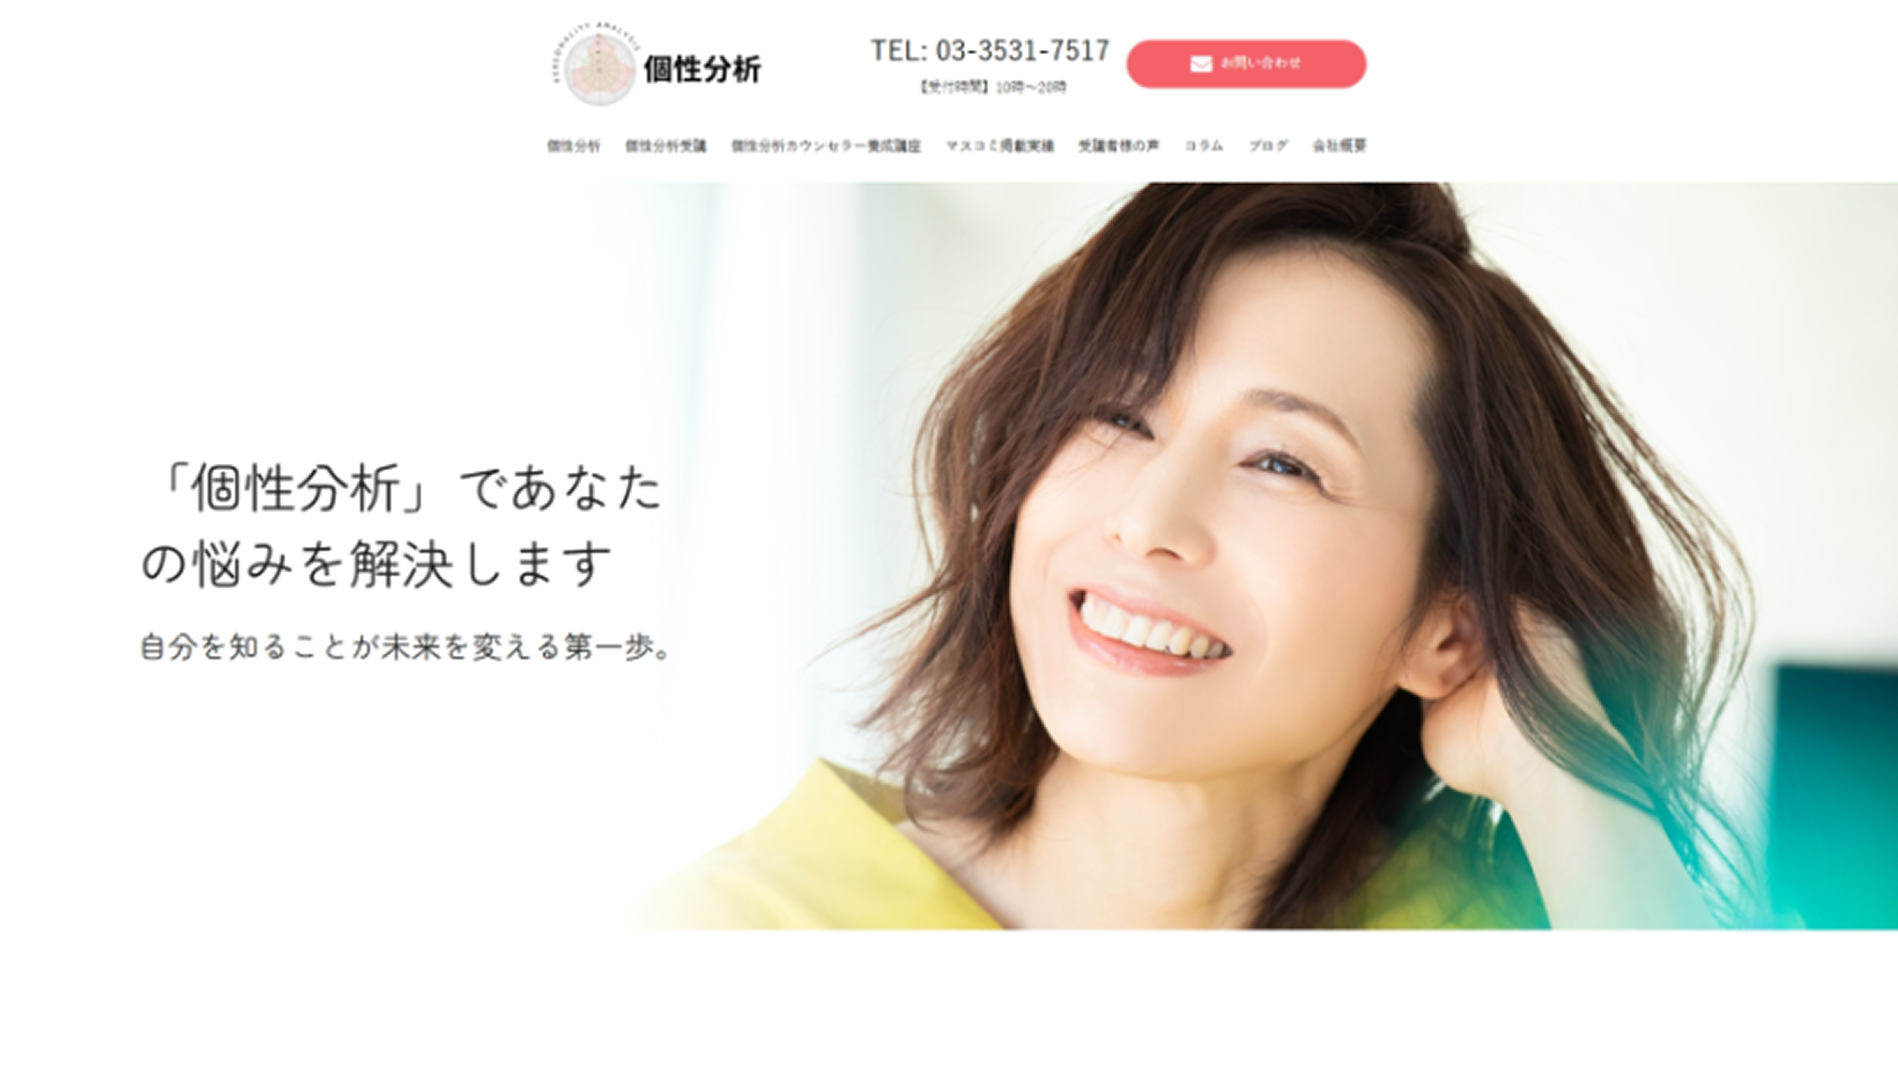 PERSONALITY ANALYSIS
個性分析
TEL: 03-3531-7517
【受付時間】10時～20時
お問い合わせ
個性分析 個性分析受講 個性分析カウンセラー養成講座 マスコミ掲載実績 受講者様の声 コラム ブログ 会社概要
「個性分析」であなた
の悩みを解決します
自分を知ることが未来を変える第一歩。